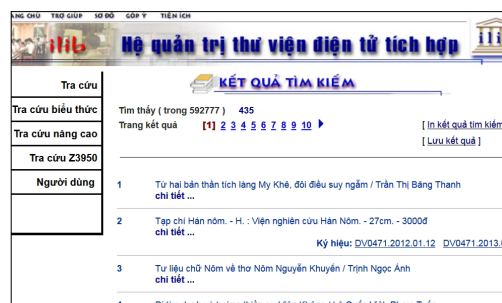 TRỢ GIÚP SƠ ĐỒ GÓP Ý TIỆN ÍCH
ilib
Hệ quản trị thư viện điện tử tích hợp
Tra cứu
Tra cứu biểu thức
Tra cứu nâng cao
Tra cứu Z3950
Người dùng
KẾT QUẢ TÌM KIẾM
Tìm thấy ( trong 592777 ) 435
Trang kết quả [1] 2 3 4 5 6 7 8 9 10
[ In kết quả tìm kiếm
[ Lưu kết quả ]
1 Từ hai bản thần tích làng My Khê, đôi điều suy ngẫm / Trần Thị Băng Thanh
chi tiết ...
2 Tạp chí Hán nôm. - H. : Viện nghiên cứu Hán Nôm. - 27cm. - 3000đ
chi tiết ...
Ký hiệu: DV0471.2012.01.12 DV0471.2013.
3 Tư liệu chữ Nôm về thơ Nôm Nguyễn Khuyến / Trịnh Ngọc Ánh
chi tiết ...